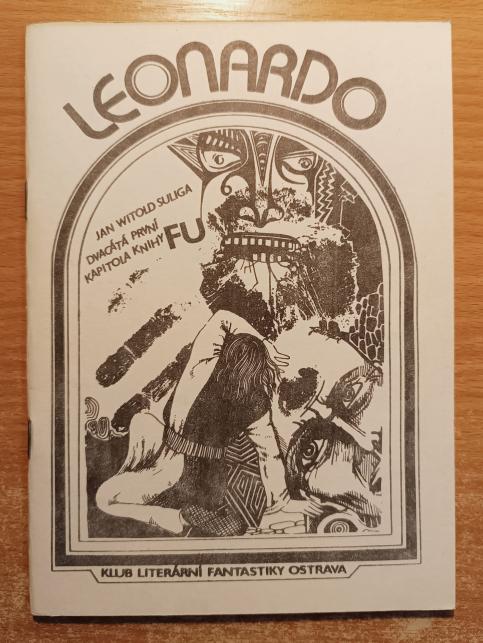 LEONARDO
JAN WITOLD SULIGA
DVACÁTÁ PRVNÍ
KAPITOLA KNIHY FU
KLUB LITERÁRNÍ FANTASTIKY OSTRAVA